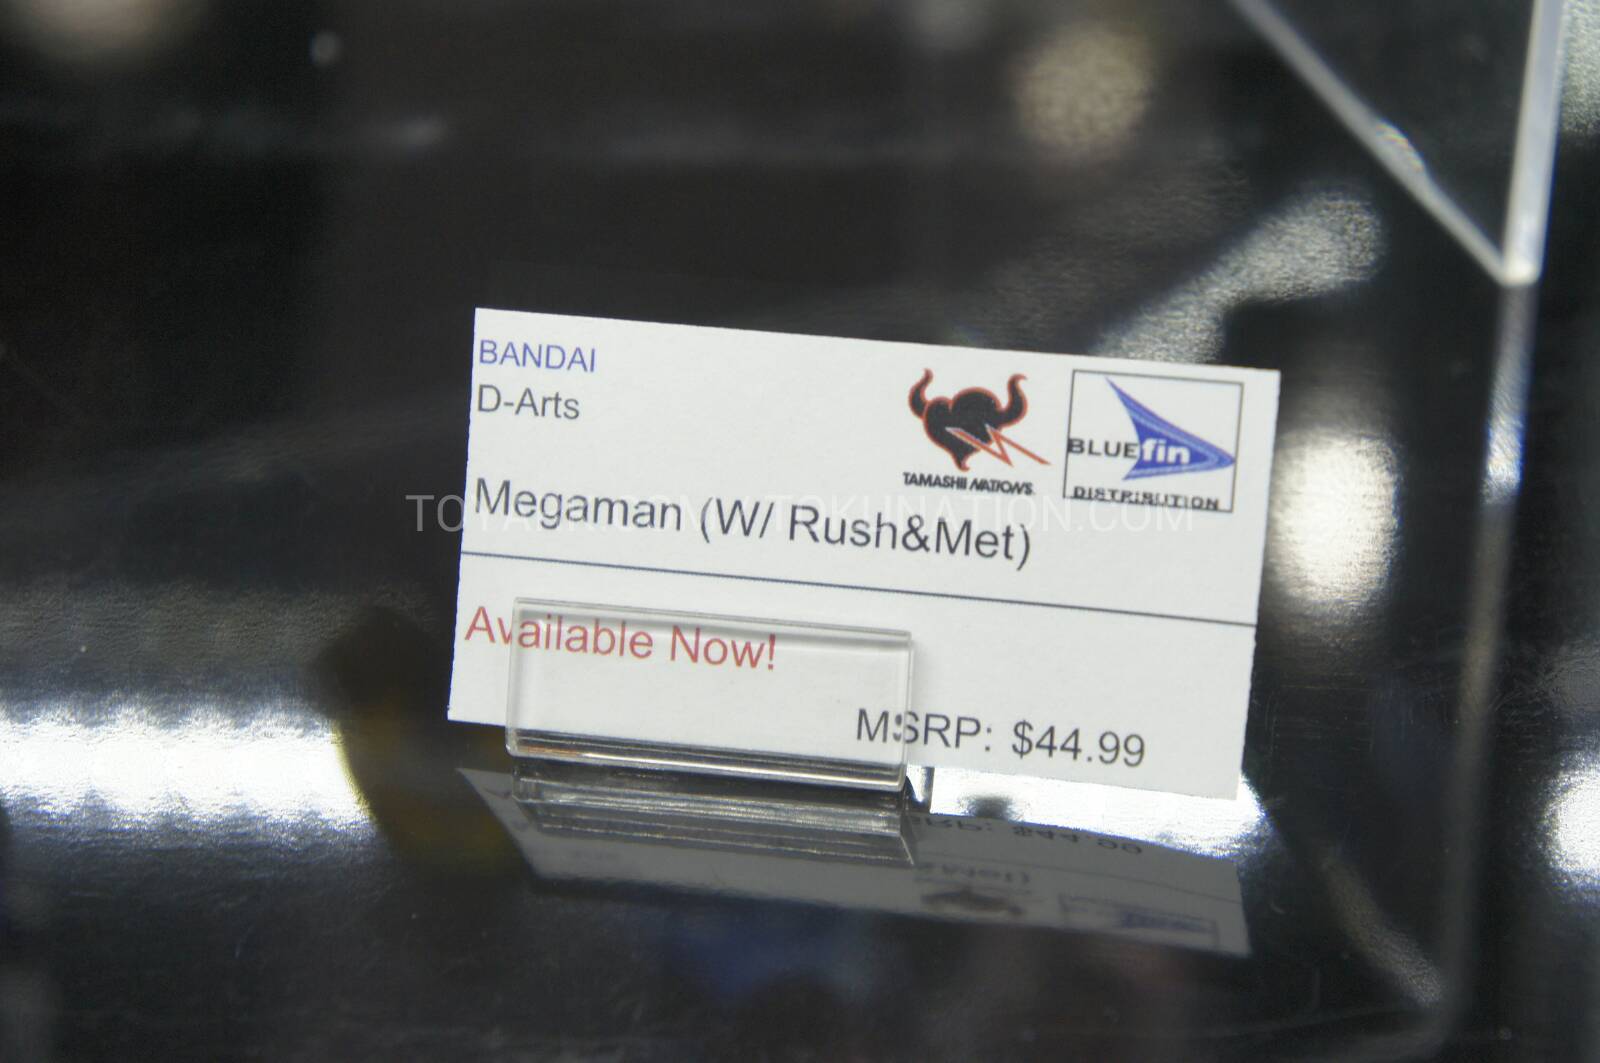 BANDAI
D-Arts
TAMASHII NATIONS
BLUEfin
DISTRIBUTION
Megaman (W/ Rush&Met)
Available Now!
MSRP: $44.99